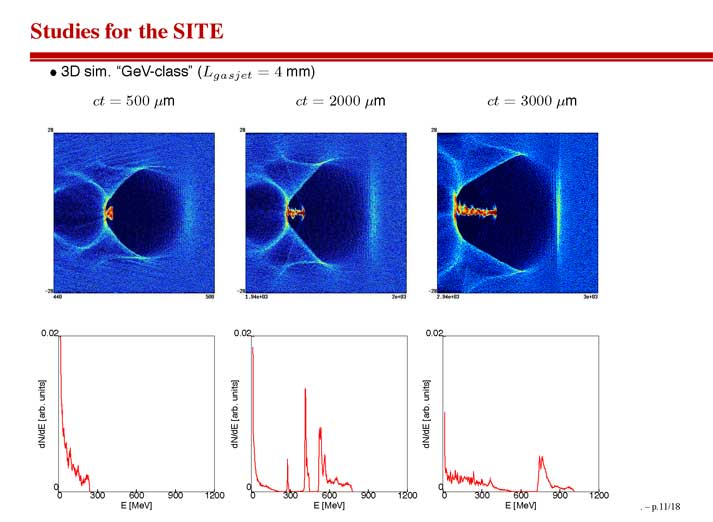 Studies for the SITE
• 3D sim. “GeV-class” (L_gasjet = 4 mm)
ct = 500 μm
ct = 2000 μm
ct = 3000 μm
20
-20
440
500
20
-20
1.94e+03
2e+03
20
-20
2.94e+03
3e+03
0.02
0
dN/dE [arb. units]
0 300 600 900 1200
E [MeV]
0.02
0
dN/dE [arb. units]
0 300 600 900 1200
E [MeV]
0.02
0
dN/dE [arb. units]
0 300 600 900 1200
E [MeV]
. – p.11/18